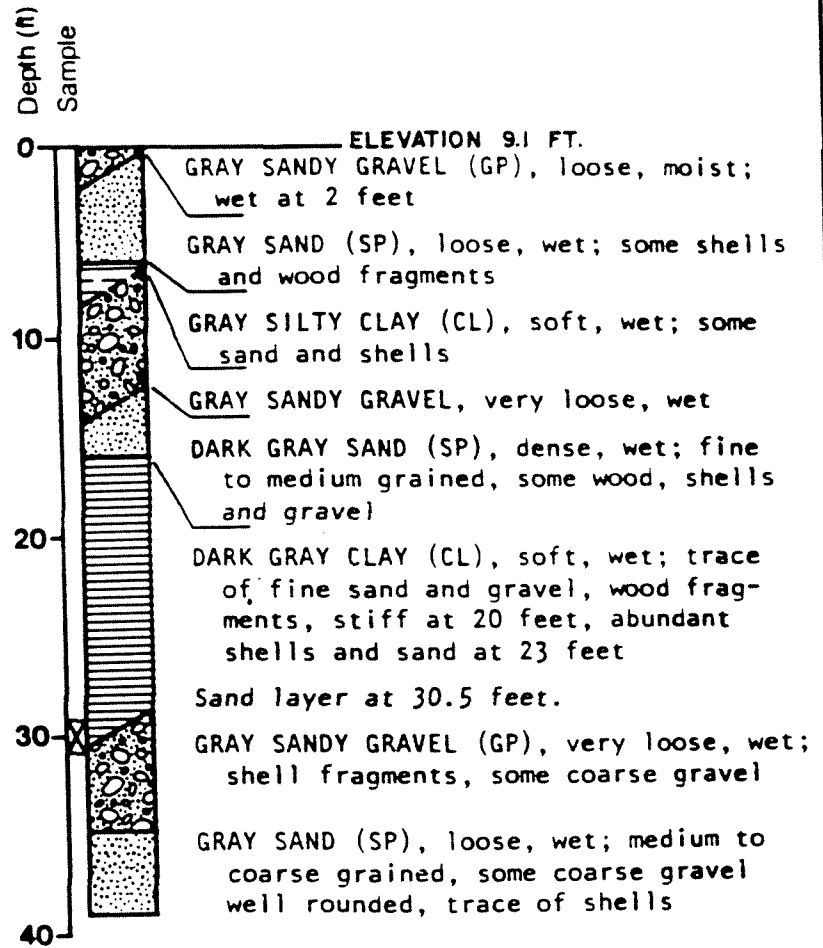 Depth (ft)
Sample
0
ELEVATION 9.1 FT.
GRAY SANDY GRAVEL (GP), loose, moist;
wet at 2 feet
GRAY SAND (SP), loose, wet; some shells
and wood fragments
10
GRAY SILTY CLAY (CL), soft, wet; some
sand and shells
GRAY SANDY GRAVEL, very loose, wet
DARK GRAY SAND (SP), dense, wet; fine
to medium grained, some wood, shells
and gravel
20
DARK GRAY CLAY (CL), soft, wet; trace
of fine sand and gravel, wood frag-
ments, stiff at 20 feet, abundant
shells and sand at 23 feet
Sand layer at 30.5 feet.
30
GRAY SANDY GRAVEL (GP), very loose, wet;
shell fragments, some coarse gravel
GRAY SAND (SP), loose, wet; medium to
coarse grained, some coarse gravel
well rounded, trace of shells
40